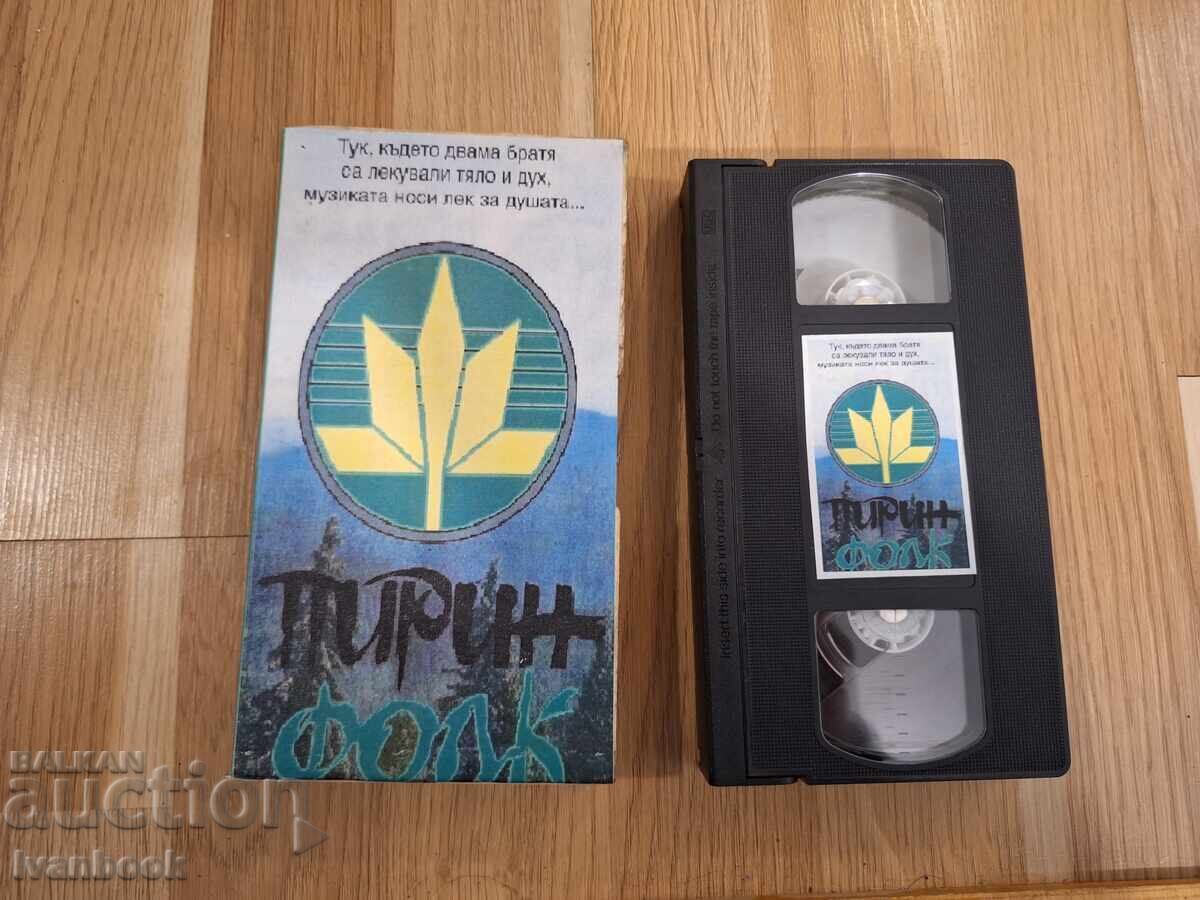 Тук, където двама братя
са лекували тяло и дух,
музиката носи лек за душата...
ПИРИН
ФОЛК
VHS
Do not touch the tape inside
Insert this side into recorder
Тук, където двама братя
са лекували тяло и дух,
музиката носи лек за душата...
ПИРИН
ФОЛК
BALKAN
auction
Ivanbook